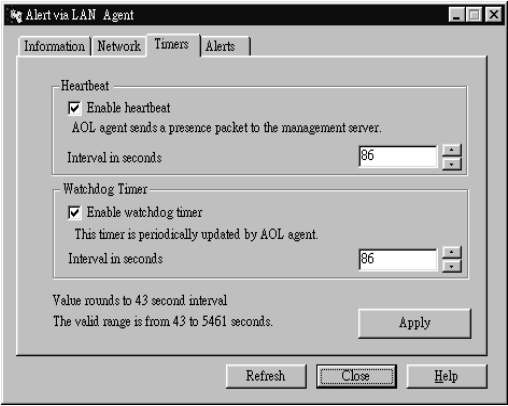 Alert via LAN Agent
Information Network Timers Alerts
Heartbeat
Enable heartbeat
AOL agent sends a presence packet to the management server.
Interval in seconds 86
Watchdog Timer
Enable watchdog timer
This timer is periodically updated by AOL agent.
Interval in seconds 86
Value rounds to 43 second interval
The valid range is from 43 to 5461 seconds.
Apply
Refresh Close Help